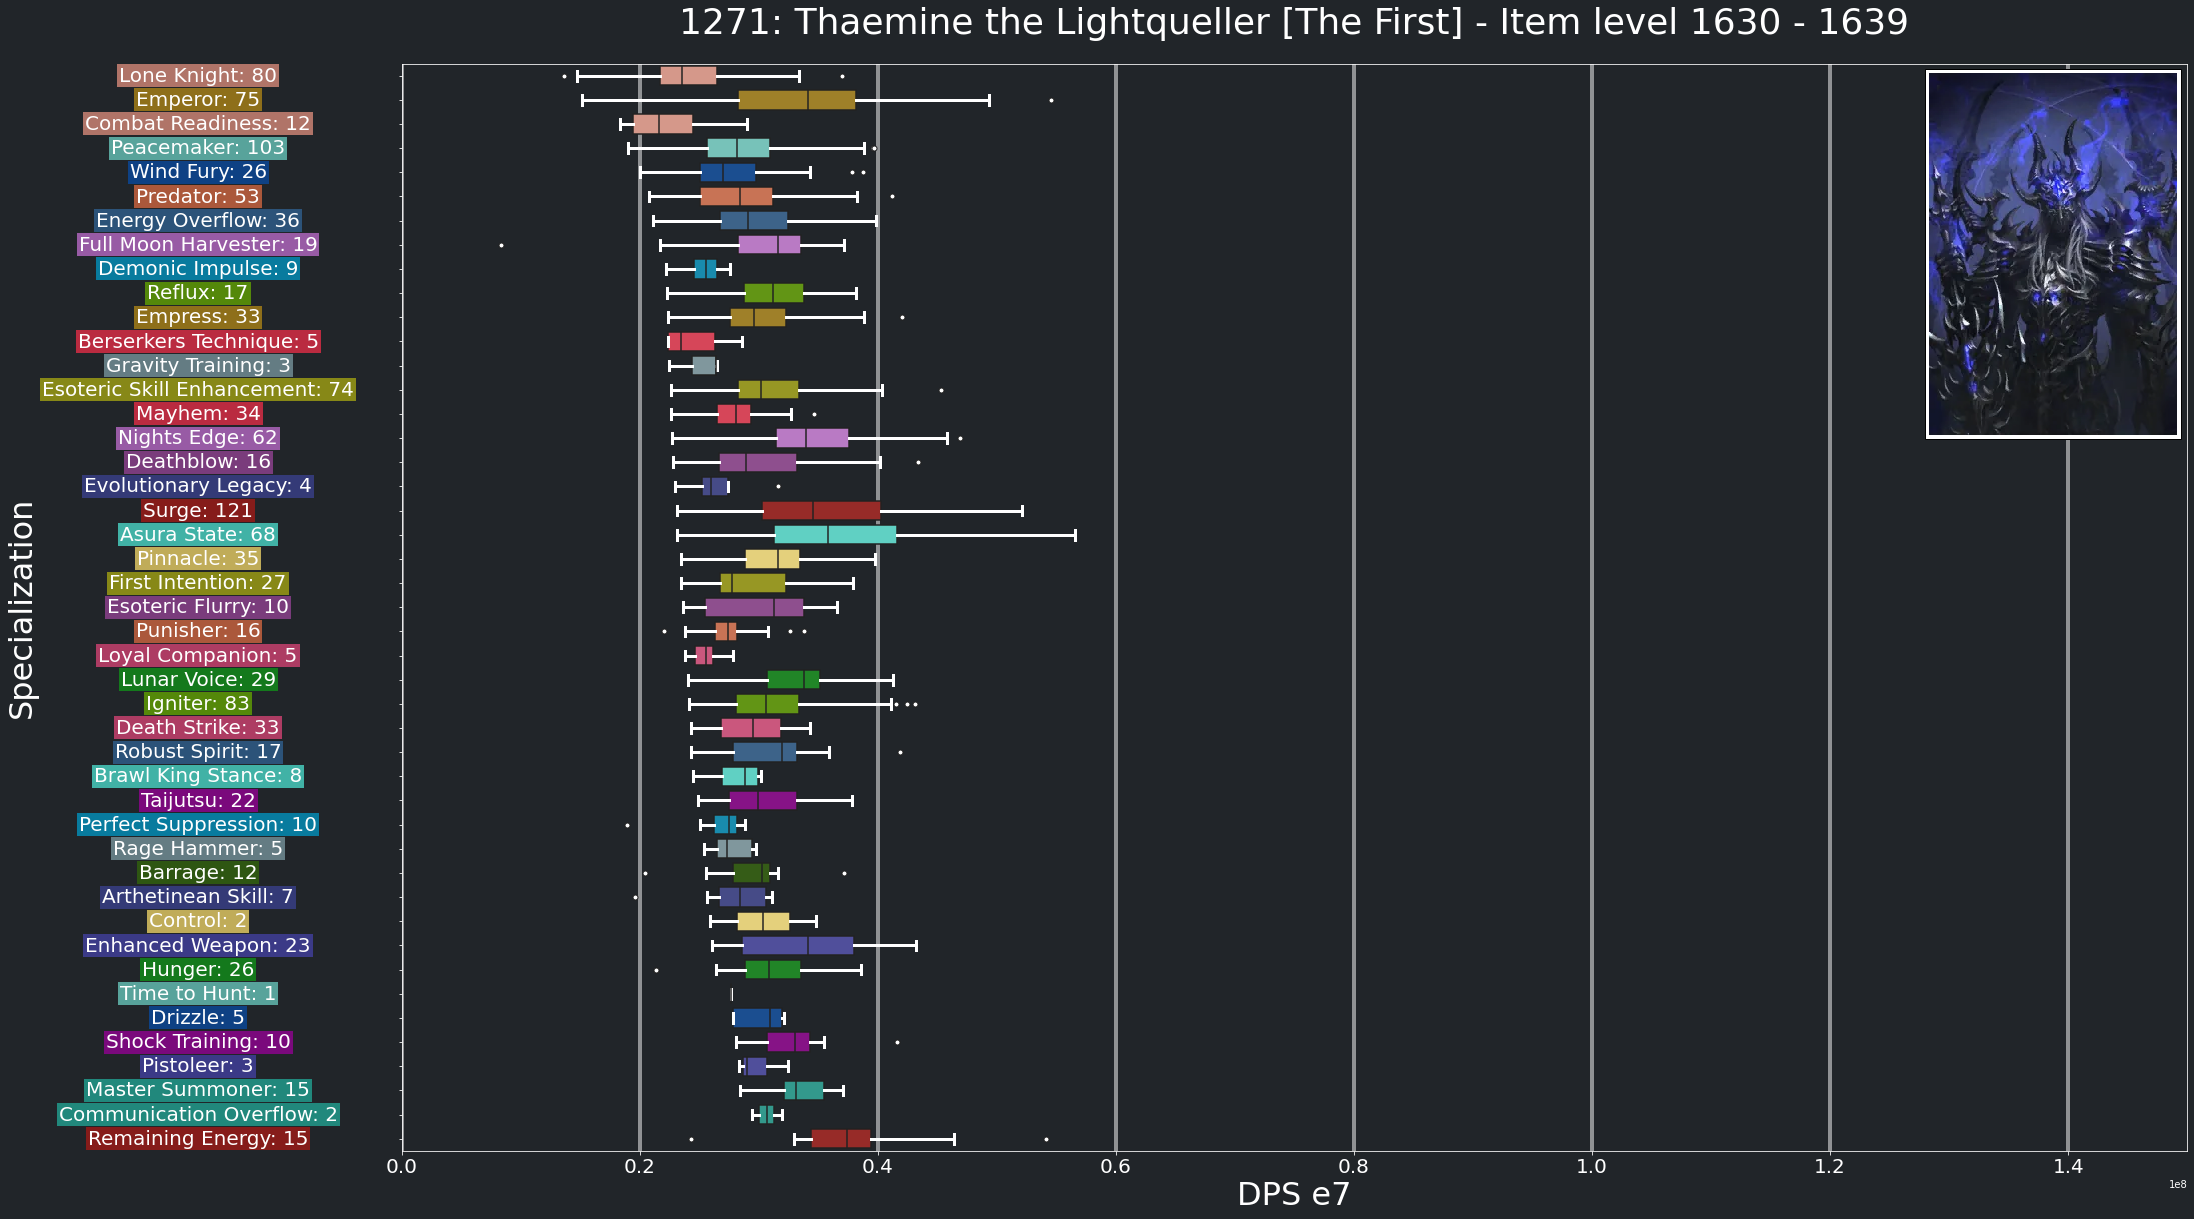 1271: Thaemine the Lightqueller [The First] - Item level 1630 - 1639
Specialization
Lone Knight: 80
Emperor: 75
Combat Readiness: 12
Peacemaker: 103
Wind Fury: 26
Predator: 53
Energy Overflow: 36
Full Moon Harvester: 19
Demonic Impulse: 9
Reflux: 17
Empress: 33
Berserkers Technique: 5
Gravity Training: 3
Esoteric Skill Enhancement: 74
Mayhem: 34
Nights Edge: 62
Deathblow: 16
Evolutionary Legacy: 4
Surge: 121
Asura State: 68
Pinnacle: 35
First Intention: 27
Esoteric Flurry: 10
Punisher: 16
Loyal Companion: 5
Lunar Voice: 29
Igniter: 83
Death Strike: 33
Robust Spirit: 17
Brawl King Stance: 8
Taijutsu: 22
Perfect Suppression: 10
Rage Hammer: 5
Barrage: 12
Arthetinean Skill: 7
Control: 2
Enhanced Weapon: 23
Hunger: 26
Time to Hunt: 1
Drizzle: 5
Shock Training: 10
Pistoleer: 3
Master Summoner: 15
Communication Overflow: 2
Remaining Energy: 15
0.0 0.2 0.4 0.6 0.8 1.0 1.2 1.4
1e8
DPS e7